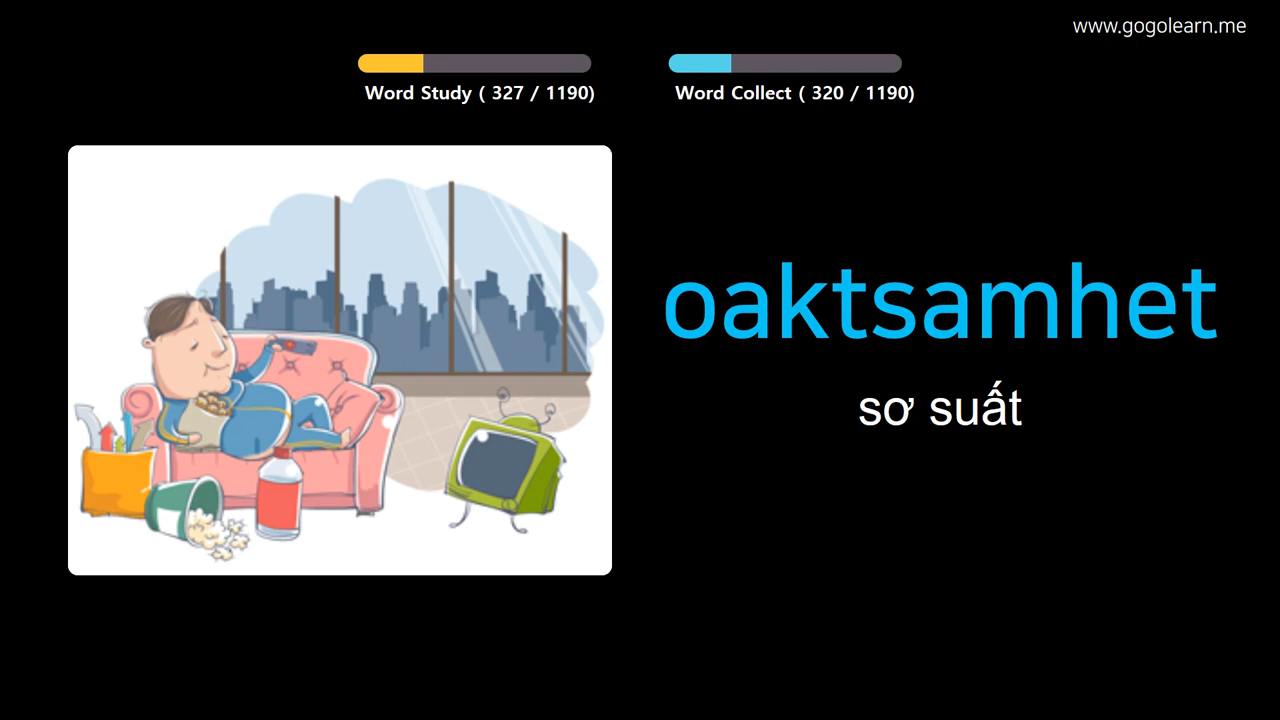 www.gogolearn.me
Word Study ( 327 / 1190)
Word Collect ( 320 / 1190)
oaktsamhet
sơ suất